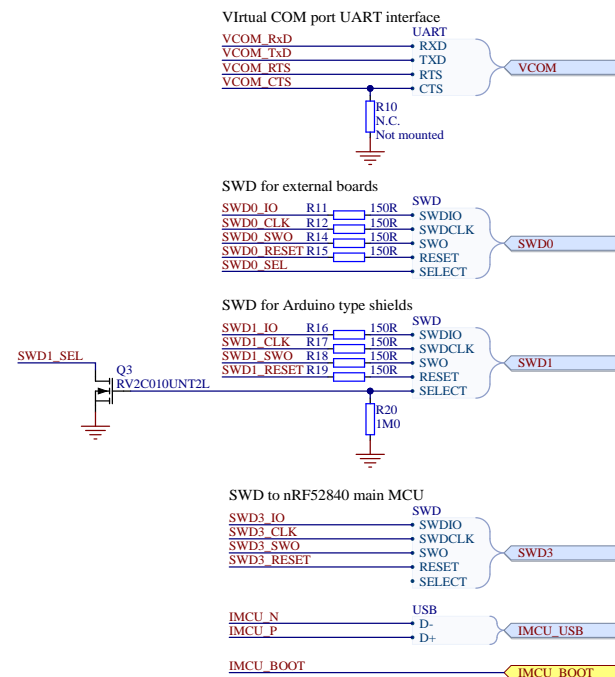 VIrtual COM port UART interface
UART
VCOM_RxD RXD
VCOM_TxD TXD
VCOM_RTS RTS VCOM
VCOM_CTS CTS
R10
N.C.
Not mounted
SWD for external boards
SWD
SWD0_IO R11 150R SWDIO
SWD0_CLK R12 150R SWDCLK
SWD0_SWO R14 150R SWO SWD0
SWD0_RESET R15 150R RESET
SWD0_SEL SELECT
SWD for Arduino type shields
SWD
SWD1_IO R16 150R SWDIO
SWD1_CLK R17 150R SWDCLK
SWD1_SEL SWD1_SWO R18 150R SWO SWD1
SWD1_RESET R19 150R RESET
Q3
RV2C010UNT2L SELECT
R20
1M0
SWD to nRF52840 main MCU
SWD
SWD3_IO SWDIO
SWD3_CLK SWDCLK
SWD3_SWO SWO SWD3
SWD3_RESET RESET
SELECT
USB
IMCU_N D-
IMCU_P D+ IMCU_USB
IMCU_BOOT IMCU_BOOT